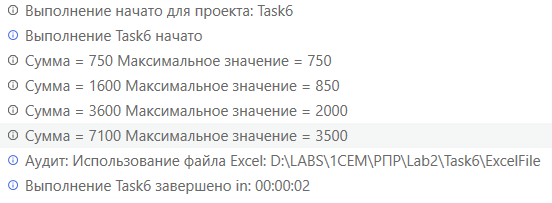 Выполнение начато для проекта: Task6
Выполнение Task6 начато
Сумма = 750 Максимальное значение = 750
Сумма = 1600 Максимальное значение = 850
Сумма = 3600 Максимальное значение = 2000
Сумма = 7100 Максимальное значение = 3500
Аудит: Использование файла Excel: D:\LABS\1СЕМ\РПР\Lab2\Task6\ExcelFile
Выполнение Task6 завершено in: 00:00:02